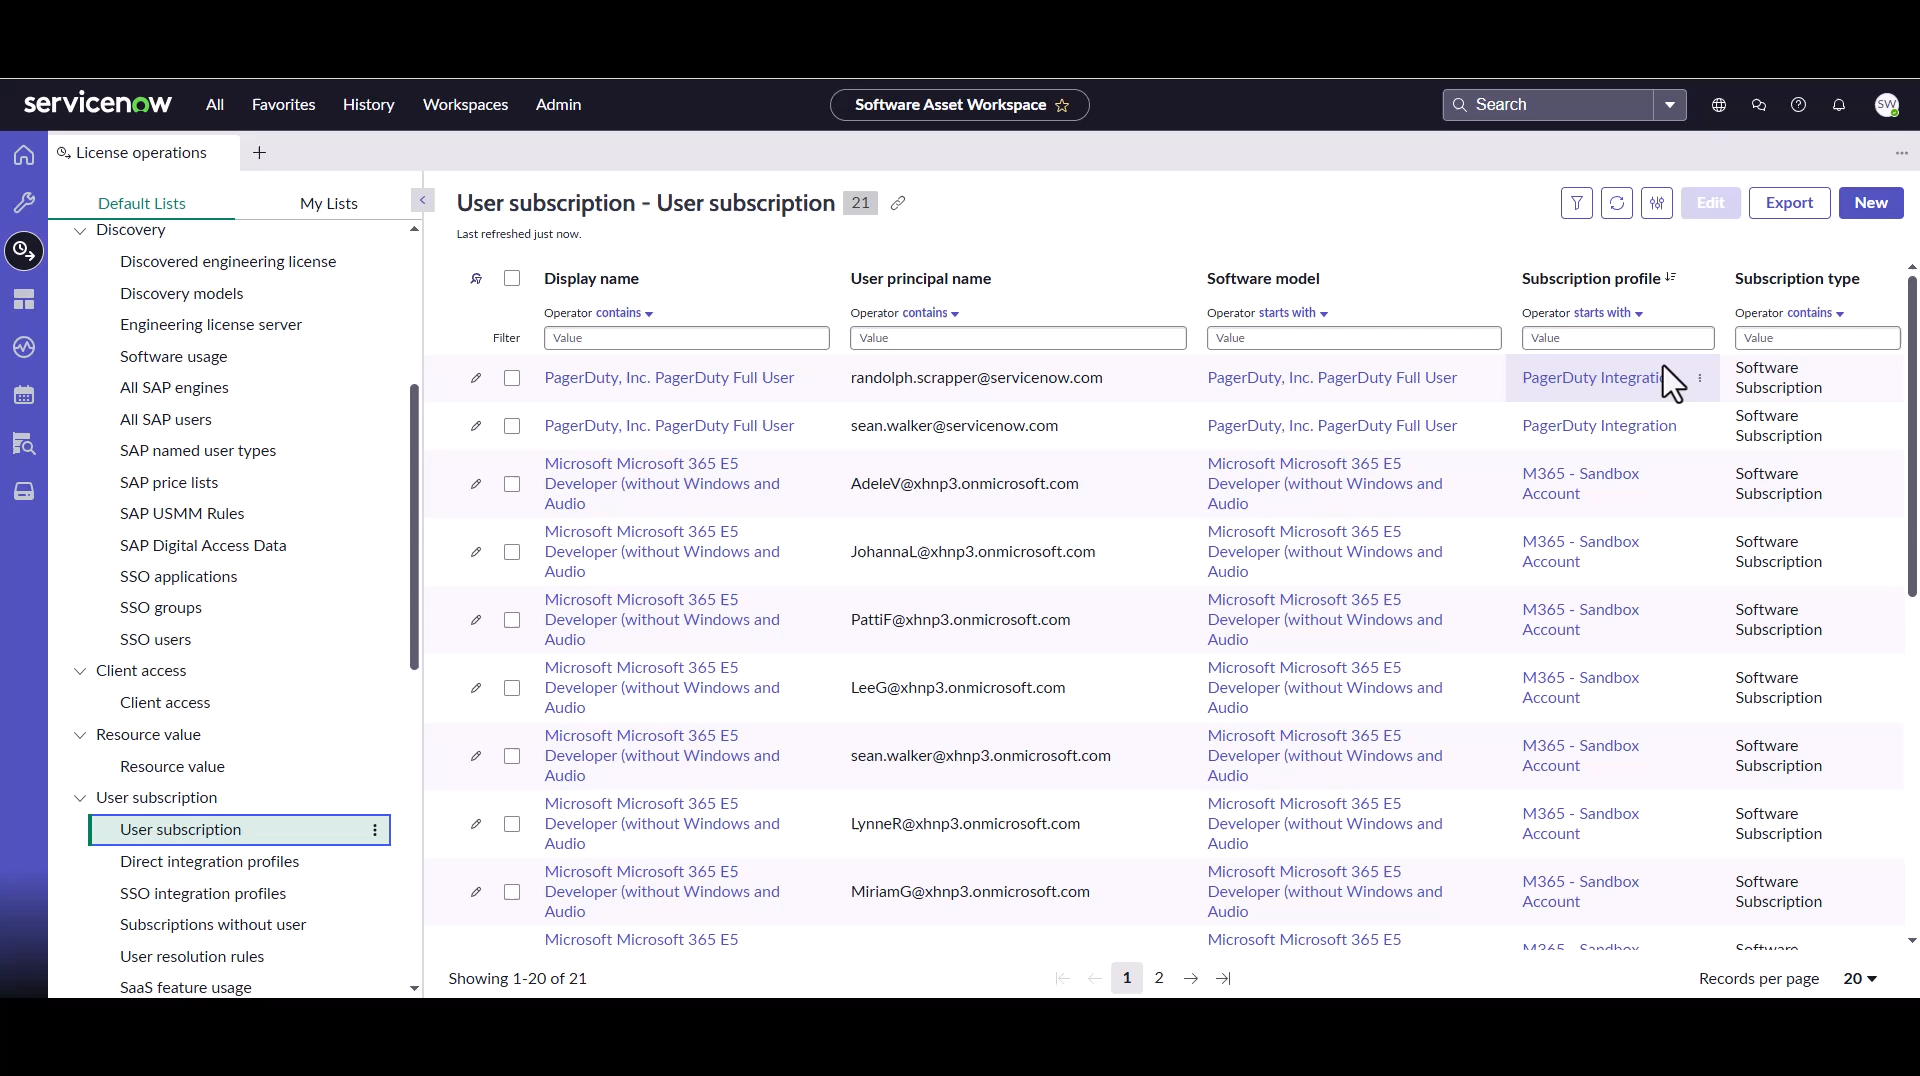 servicenow All Favorites History Workspaces Admin Software Asset Workspace Search SW
License operations
Default Lists My Lists
Discovery
Discovered engineering license
Discovery models
Engineering license server
Software usage
All SAP engines
All SAP users
SAP named user types
SAP price lists
SAP USMM Rules
SAP Digital Access Data
SSO applications
SSO groups
SSO users
Client access
Client access
Resource value
Resource value
User subscription
User subscription
Direct integration profiles
SSO integration profiles
Subscriptions without user
User resolution rules
SaaS feature usage
User subscription - User subscription 21
Edit Export New
Last refreshed just now.
Display name User principal name Software model Subscription profile Subscription type
Operator contains Operator contains Operator starts with Operator starts with Operator contains
Filter Value Value Value Value Value
PagerDuty, Inc. PagerDuty Full User randolph.scrapper@servicenow.com PagerDuty, Inc. PagerDuty Full User PagerDuty Software
Subscription
PagerDuty, Inc. PagerDuty Full User sean.walker@servicenow.com PagerDuty, Inc. PagerDuty Full User PagerDuty Integration Software
Subscription
Microsoft Microsoft 365 E5 Microsoft Microsoft 365 E5
Developer (without Windows and AdeleV@xhnp3.onmicrosoft.com Developer (without Windows and M365 - Sandbox Software
Audio Audio Account Subscription
Microsoft Microsoft 365 E5 Microsoft Microsoft 365 E5
Developer (without Windows and JohannaL@xhnp3.onmicrosoft.com Developer (without Windows and M365 - Sandbox Software
Audio Audio Account Subscription
Microsoft Microsoft 365 E5 Microsoft Microsoft 365 E5
Developer (without Windows and PattiF@xhnp3.onmicrosoft.com Developer (without Windows and M365 - Sandbox Software
Audio Audio Account Subscription
Microsoft Microsoft 365 E5 Microsoft Microsoft 365 E5
Developer (without Windows and LeeG@xhnp3.onmicrosoft.com Developer (without Windows and M365 - Sandbox Software
Audio Audio Account Subscription
Microsoft Microsoft 365 E5 Microsoft Microsoft 365 E5
Developer (without Windows and sean.walker@xhnp3.onmicrosoft.com Developer (without Windows and M365 - Sandbox Software
Audio Audio Account Subscription
Microsoft Microsoft 365 E5 Microsoft Microsoft 365 E5
Developer (without Windows and LynneR@xhnp3.onmicrosoft.com Developer (without Windows and M365 - Sandbox Software
Audio Audio Account Subscription
Microsoft Microsoft 365 E5 Microsoft Microsoft 365 E5
Developer (without Windows and MiriamG@xhnp3.onmicrosoft.com Developer (without Windows and M365 - Sandbox Software
Audio Audio Account Subscription
Microsoft Microsoft 365 E5 Microsoft Microsoft 365 E5
Showing 1-20 of 21 1 2 Records per page 20